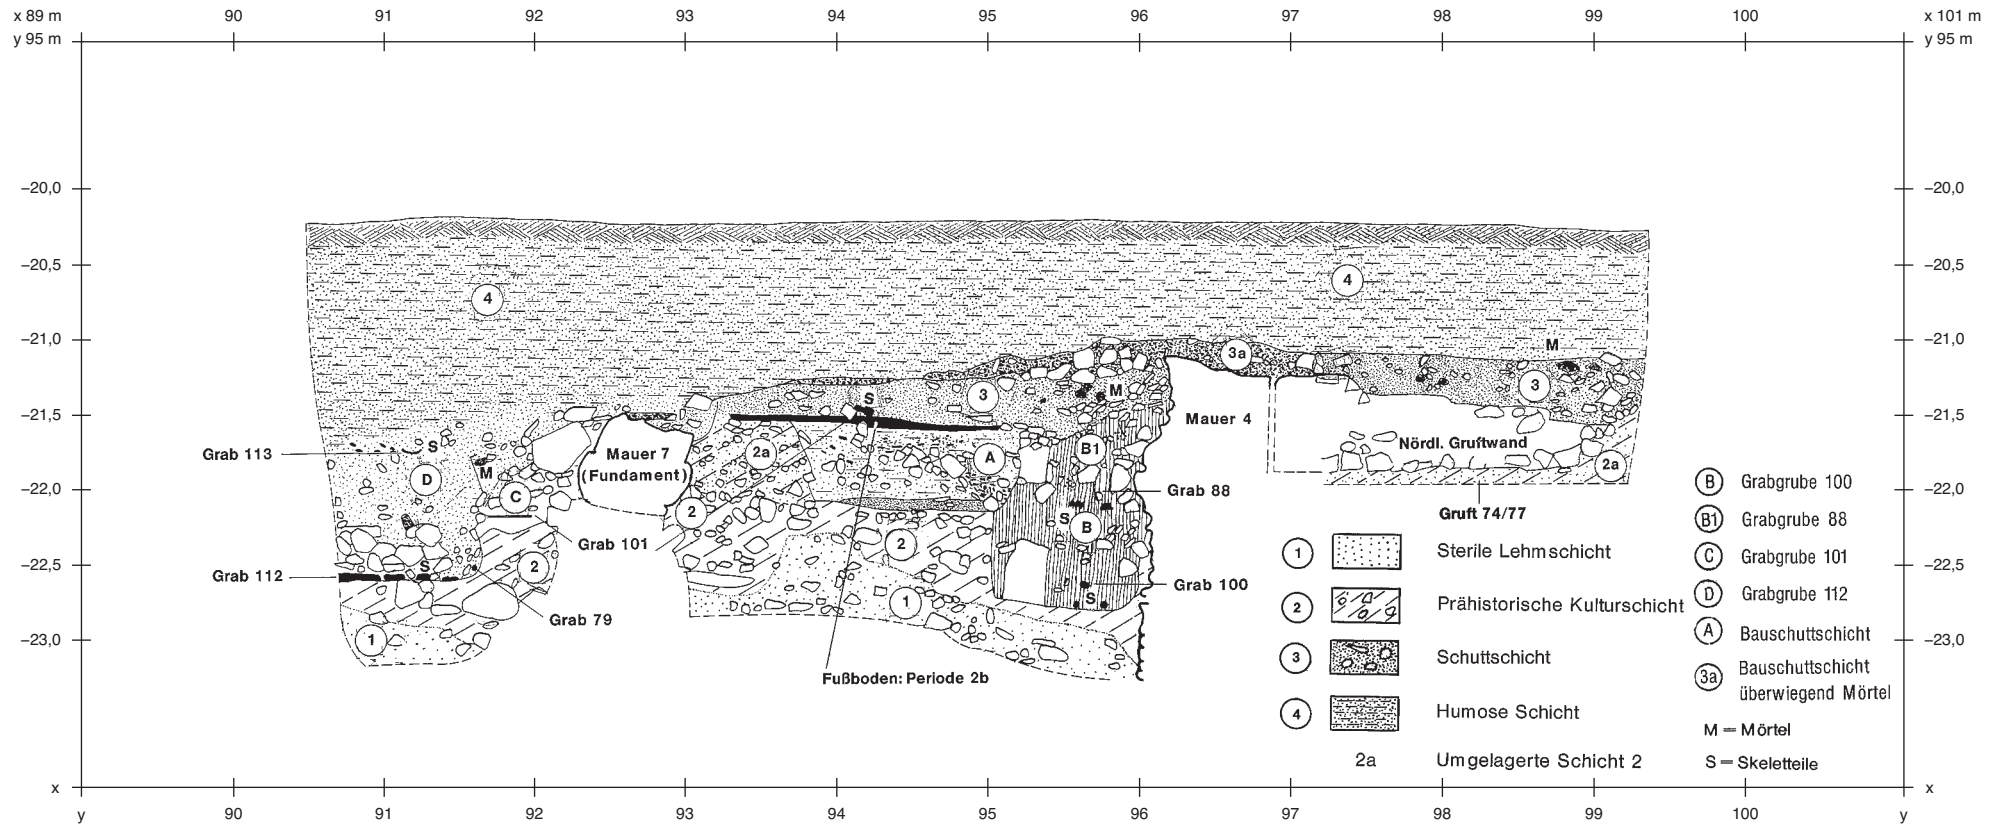 x 89 m 90 91 92 93 94 95 96 97 98 99 100 x 101 m
y 95 m y 95 m
–20,0 –20,0
–20,5 –20,5
4 4
–21,0 –21,0
3a M
3 M 3
S
–21,5 –21,5
Mauer 4
Grab 113 S Mauer 7 2a A B1 Nördl. Gruftwand
(Fundament) 2a
D M
C
–22,0 Grab 88 –22,0
2 S B Gruft 74/77
Grab 101 2
–22,5 –22,5
Grab 112 S 2 Grab 100
1 S
Grab 79
–23,0 1 –23,0
Fußboden: Periode 2b
1 Sterile Lehmschicht
2 Prähistorische Kulturschicht
3 Schuttschicht
4 Humose Schicht
2a Umgelagerte Schicht 2
B Grabgrube 100
B1 Grabgrube 88
C Grabgrube 101
D Grabgrube 112
A Bauschuttschicht
3a Bauschuttschicht
überwiegend Mörtel
M = Mörtel
S = Skeletteile
x x
y 90 91 92 93 94 95 96 97 98 99 100 y